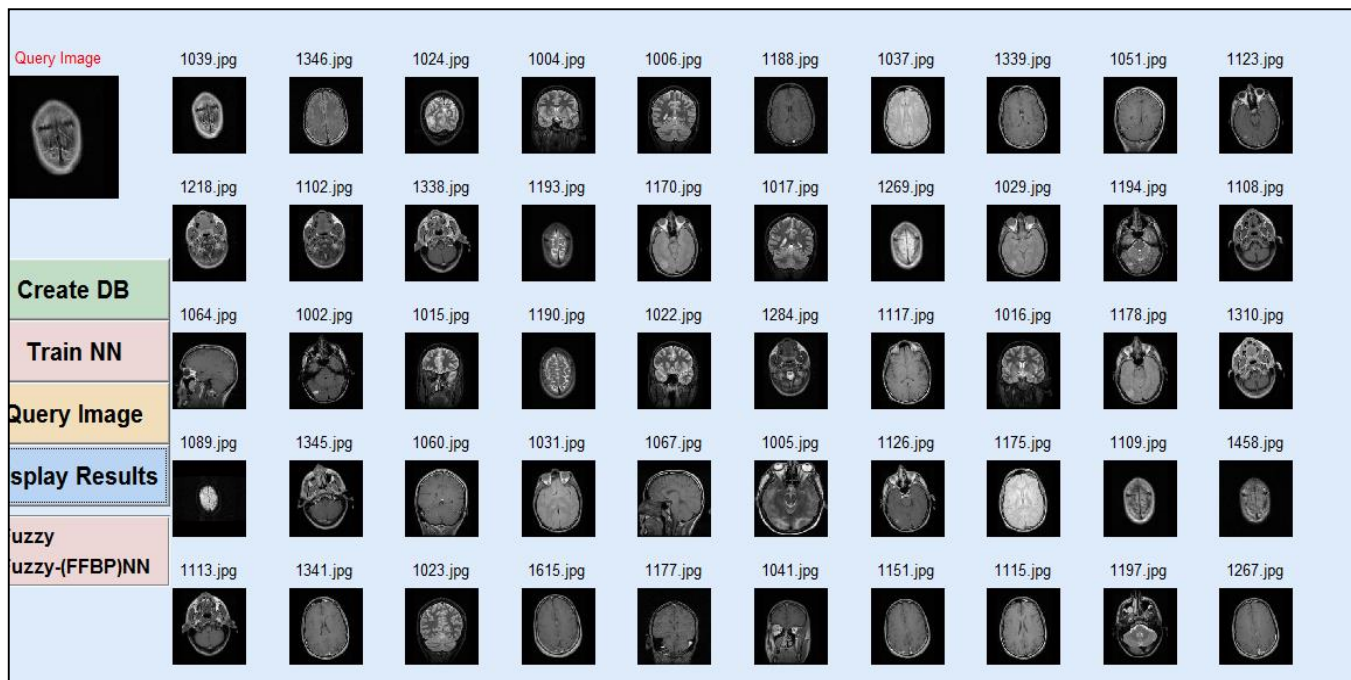 Query Image
1039.jpg 1346.jpg 1024.jpg 1004.jpg 1006.jpg 1188.jpg 1037.jpg 1339.jpg 1051.jpg 1123.jpg
1218.jpg 1102.jpg 1338.jpg 1193.jpg 1170.jpg 1017.jpg 1269.jpg 1029.jpg 1194.jpg 1108.jpg
Create DB
1064.jpg 1002.jpg 1015.jpg 1190.jpg 1022.jpg 1284.jpg 1117.jpg 1016.jpg 1178.jpg 1310.jpg
Train NN
Query Image
1089.jpg 1345.jpg 1060.jpg 1031.jpg 1067.jpg 1005.jpg 1126.jpg 1175.jpg 1109.jpg 1458.jpg
splay Results
uzzy
uzzy-(FFBP)NN
1113.jpg 1341.jpg 1023.jpg 1615.jpg 1177.jpg 1041.jpg 1151.jpg 1115.jpg 1197.jpg 1267.jpg